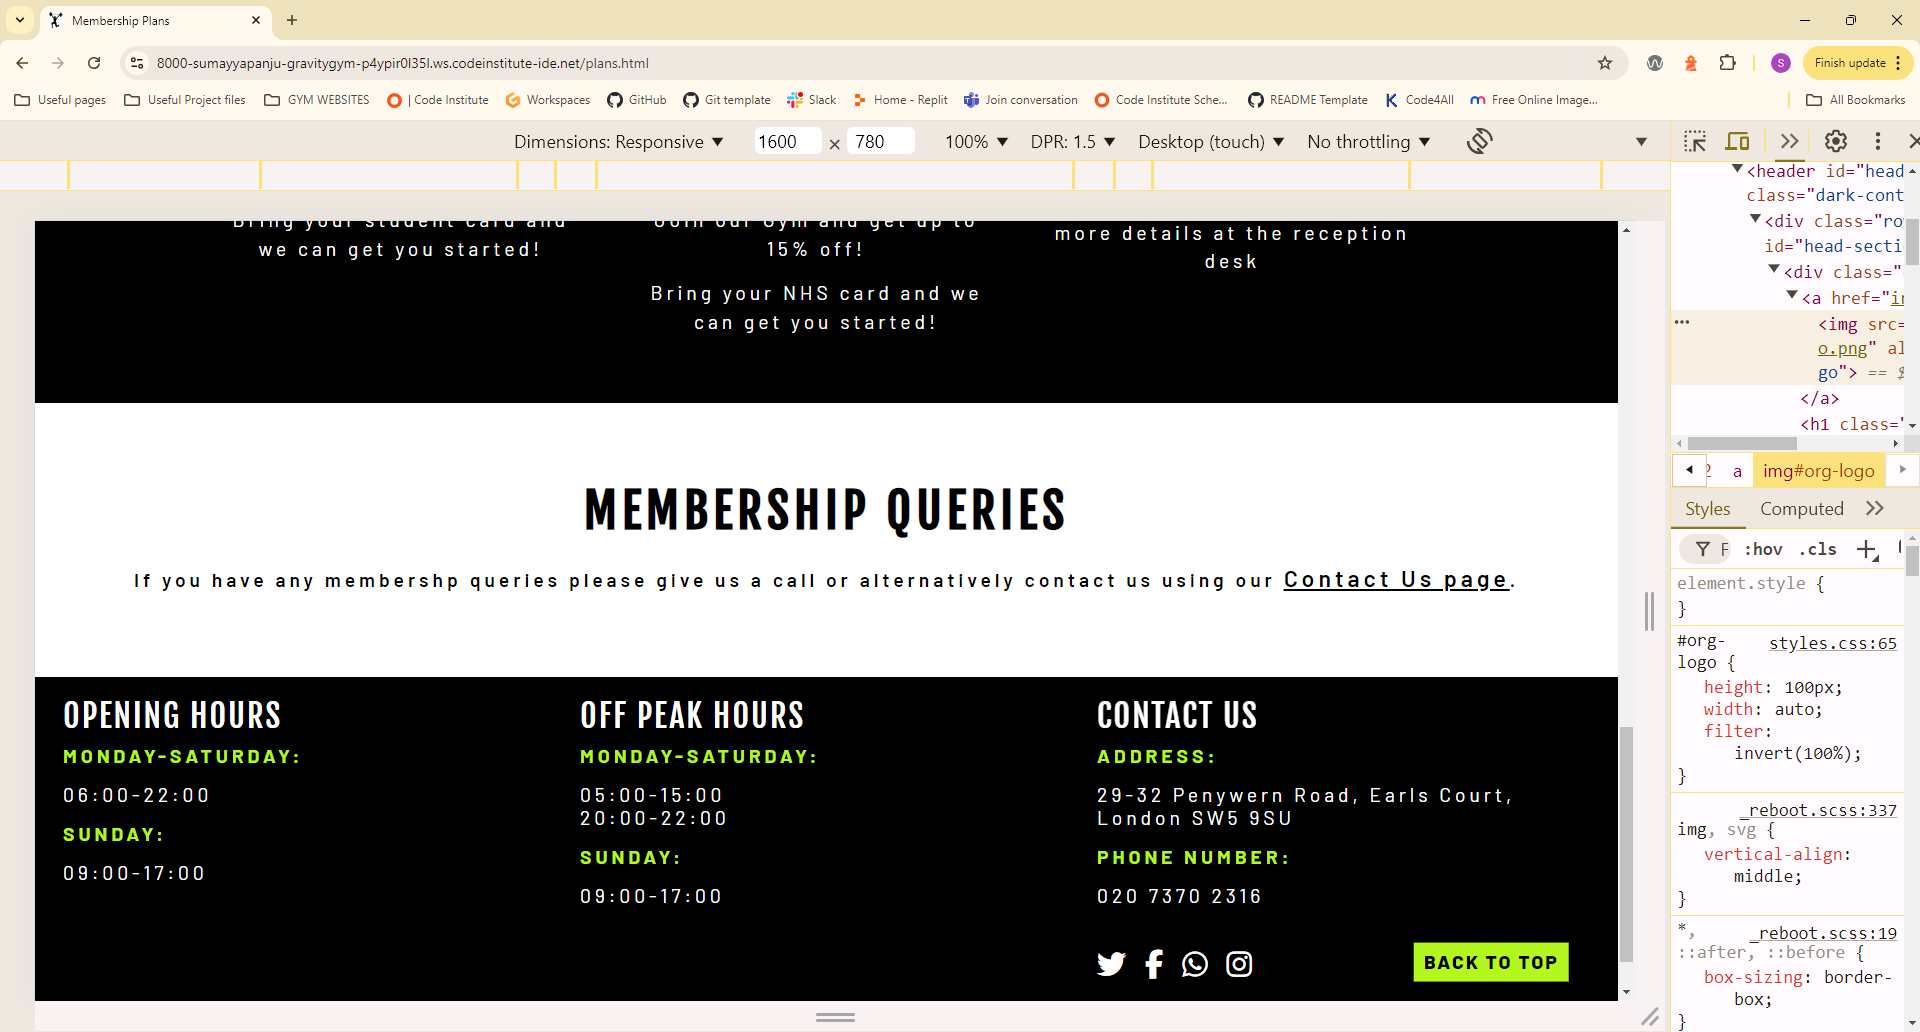 Membership Plans
8000-sumayyapanju-gravitygym-p4ypir0l35l.ws.codeinstitute-ide.net/plans.html
S
Finish update
Useful pages
Useful Project files
GYM WEBSITES
| Code Institute
Workspaces
GitHub
Git template
Slack
Home - Replit
Join conversation
Code Institute Sche...
README Template
Code4All
Free Online Image...
All Bookmarks
Dimensions: Responsive
1600 × 780
100%
DPR: 1.5
Desktop (touch)
No throttling
Bring your student card and
we can get you started!
Join our Gym and get up to
15% off!
Bring your NHS card and we
can get you started!
more details at the reception
desk
MEMBERSHIP QUERIES
If you have any membershp queries please give us a call or alternatively contact us using our Contact Us page.
OPENING HOURS
MONDAY-SATURDAY:
06:00-22:00
SUNDAY:
09:00-17:00
OFF PEAK HOURS
MONDAY-SATURDAY:
05:00-15:00
20:00-22:00
SUNDAY:
09:00-17:00
CONTACT US
ADDRESS:
29-32 Penywern Road, Earls Court,
London SW5 9SU
PHONE NUMBER:
020 7370 2316
BACK TO TOP
<header id="head
class="dark-cont
<div class="ro
id="head-secti
<div class="
<a href="in
<img src=
o.png" al
go"> == $
</a>
<h1 class="
a
img#org-logo
Styles
Computed
F
:hov
.cls
element.style {
}
#org-
logo {
styles.css:65
height: 100px;
width: auto;
filter:
invert(100%);
}
_reboot.scss:337
img, svg {
vertical-align:
middle;
}
_reboot.scss:19
*,
::after, ::before {
box-sizing: border-
box;
}